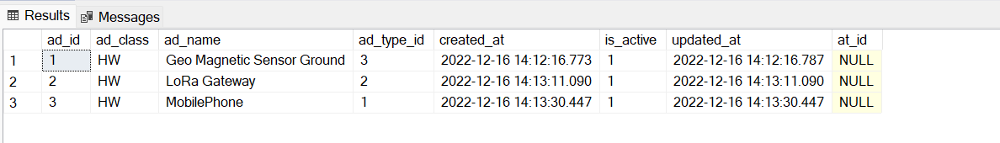 Results Messages
ad_id ad_class ad_name ad_type_id created_at is_active updated_at at_id
1 1 HW Geo Magnetic Sensor Ground 3 2022-12-16 14:12:16.773 1 2022-12-16 14:12:16.787 NULL
2 2 HW LoRa Gateway 2 2022-12-16 14:13:11.090 1 2022-12-16 14:13:11.090 NULL
3 3 HW MobilePhone 1 2022-12-16 14:13:30.447 1 2022-12-16 14:13:30.447 NULL